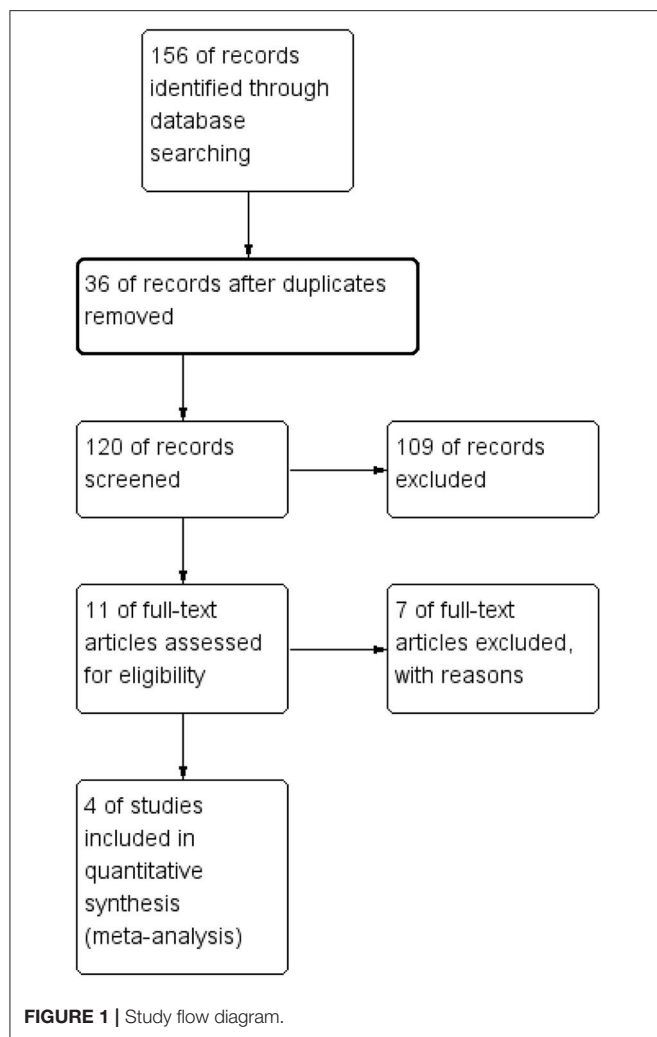 156 of records
identified through
database
searching
36 of records after duplicates
removed
120 of records
screened
109 of records
excluded
11 of full-text
articles assessed
for eligibility
7 of full-text
articles excluded,
with reasons
4 of studies
included in
quantitative
synthesis
(meta-analysis)
FIGURE 1 | Study flow diagram.